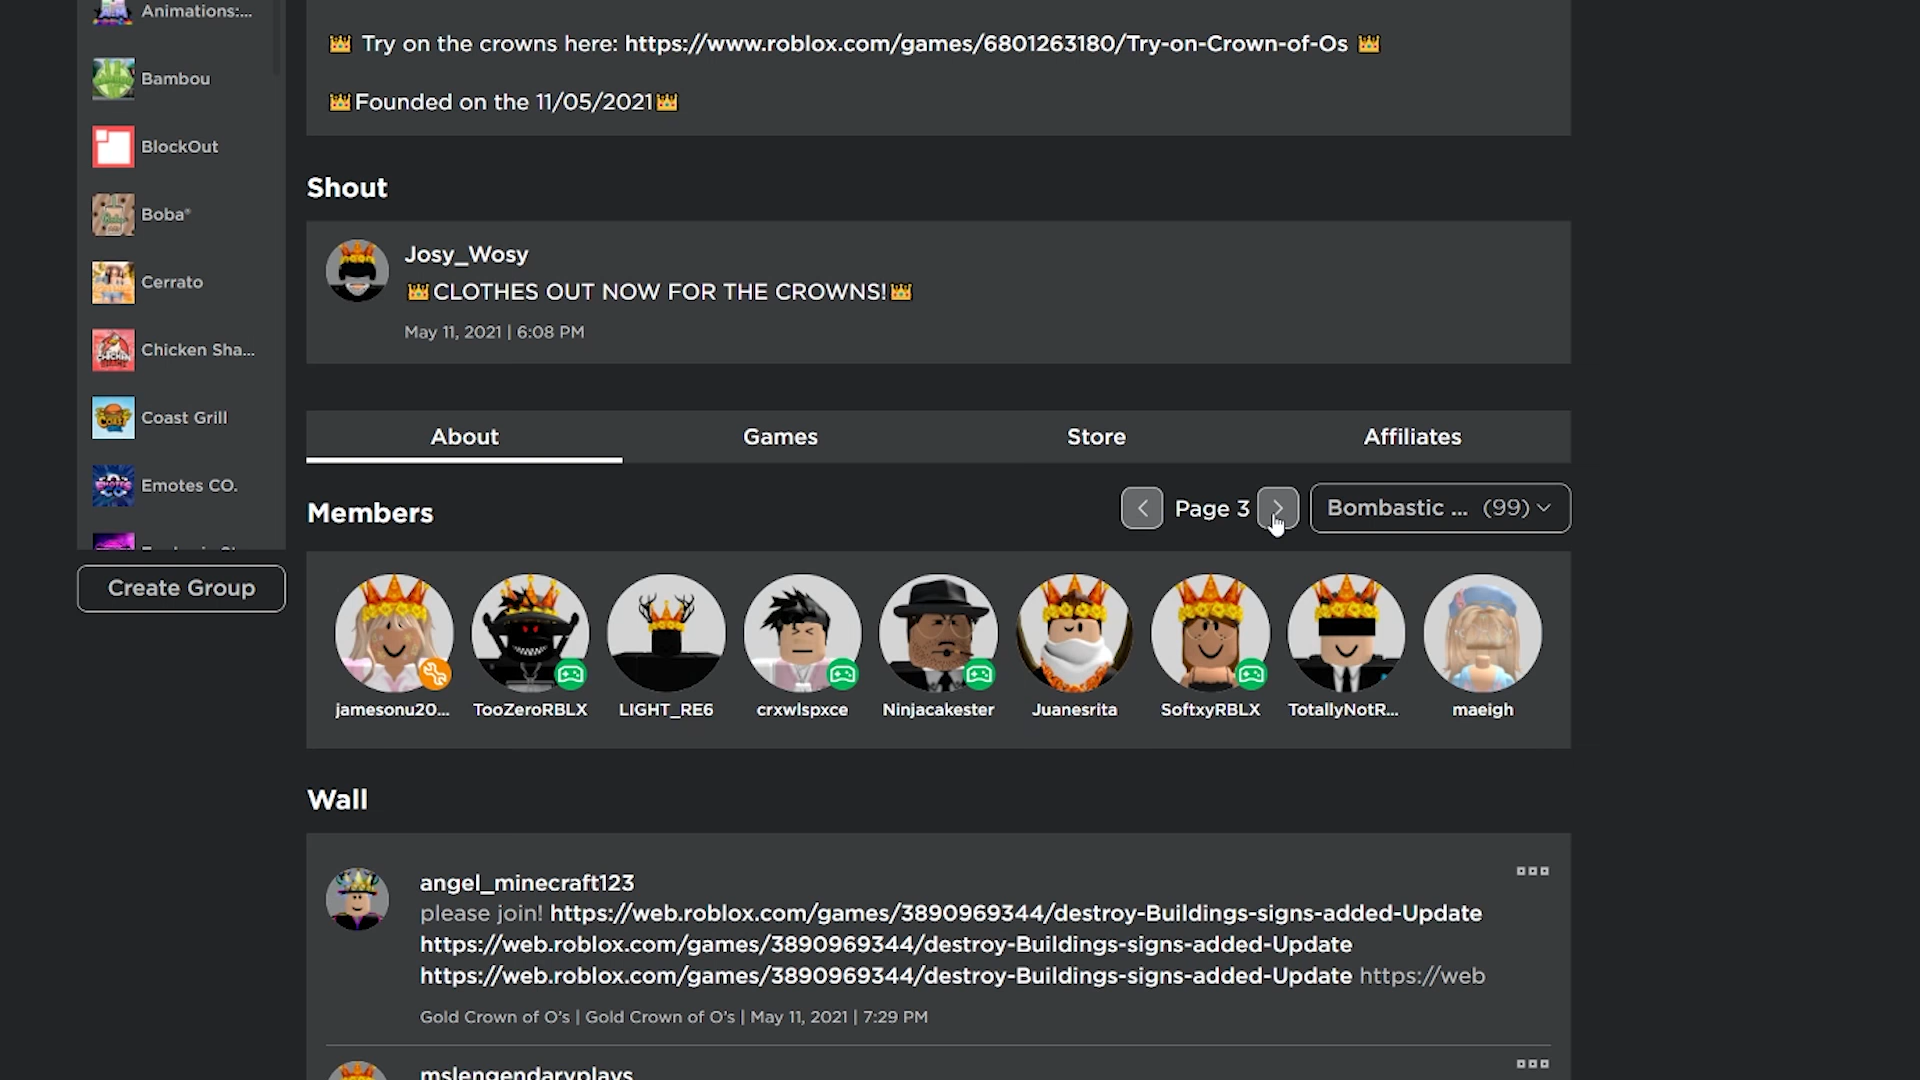 Animations:...
Bambou
BlockOut
Boba®
Cerrato
Chicken Sha...
Coast Grill
Emotes CO.
Create Group
👑 Try on the crowns here: https://www.roblox.com/games/6801263180/Try-on-Crown-of-Os 👑
👑Founded on the 11/05/2021👑
Shout
Josy_Wosy
👑CLOTHES OUT NOW FOR THE CROWNS!👑
May 11, 2021 | 6:08 PM
About Games Store Affiliates
Members Page 3 Bombastic ... (99)
jamesonu20... TooZeroRBLX LIGHT_RE6 crxwlspxce Ninjacakester Juanesrita SoftxyRBLX TotallyNotR... maeigh
Wall
angel_minecraft123
please join! https://web.roblox.com/games/3890969344/destroy-Buildings-signs-added-Update
https://web.roblox.com/games/3890969344/destroy-Buildings-signs-added-Update
https://web.roblox.com/games/3890969344/destroy-Buildings-signs-added-Update https://web
Gold Crown of O's | Gold Crown of O's | May 11, 2021 | 7:29 PM
mslengendaryplays